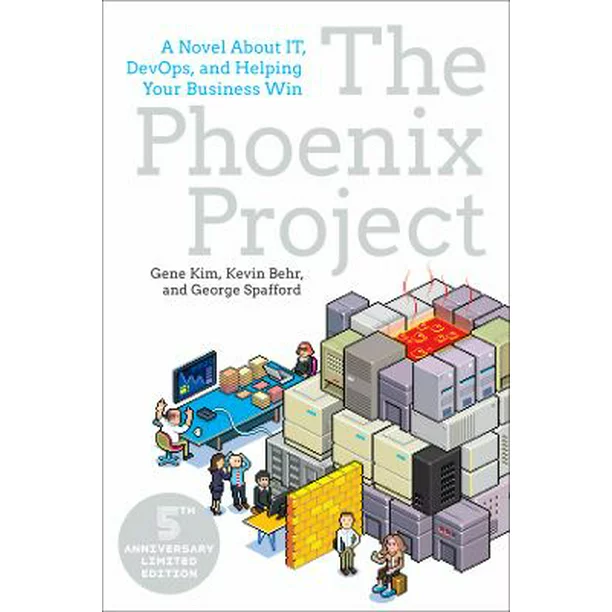 A Novel About IT,
DevOps, and Helping
Your Business Win
The
Phoenix
Project
Gene Kim, Kevin Behr,
and George Spafford
5TH
ANNIVERSARY
LIMITED
EDITION